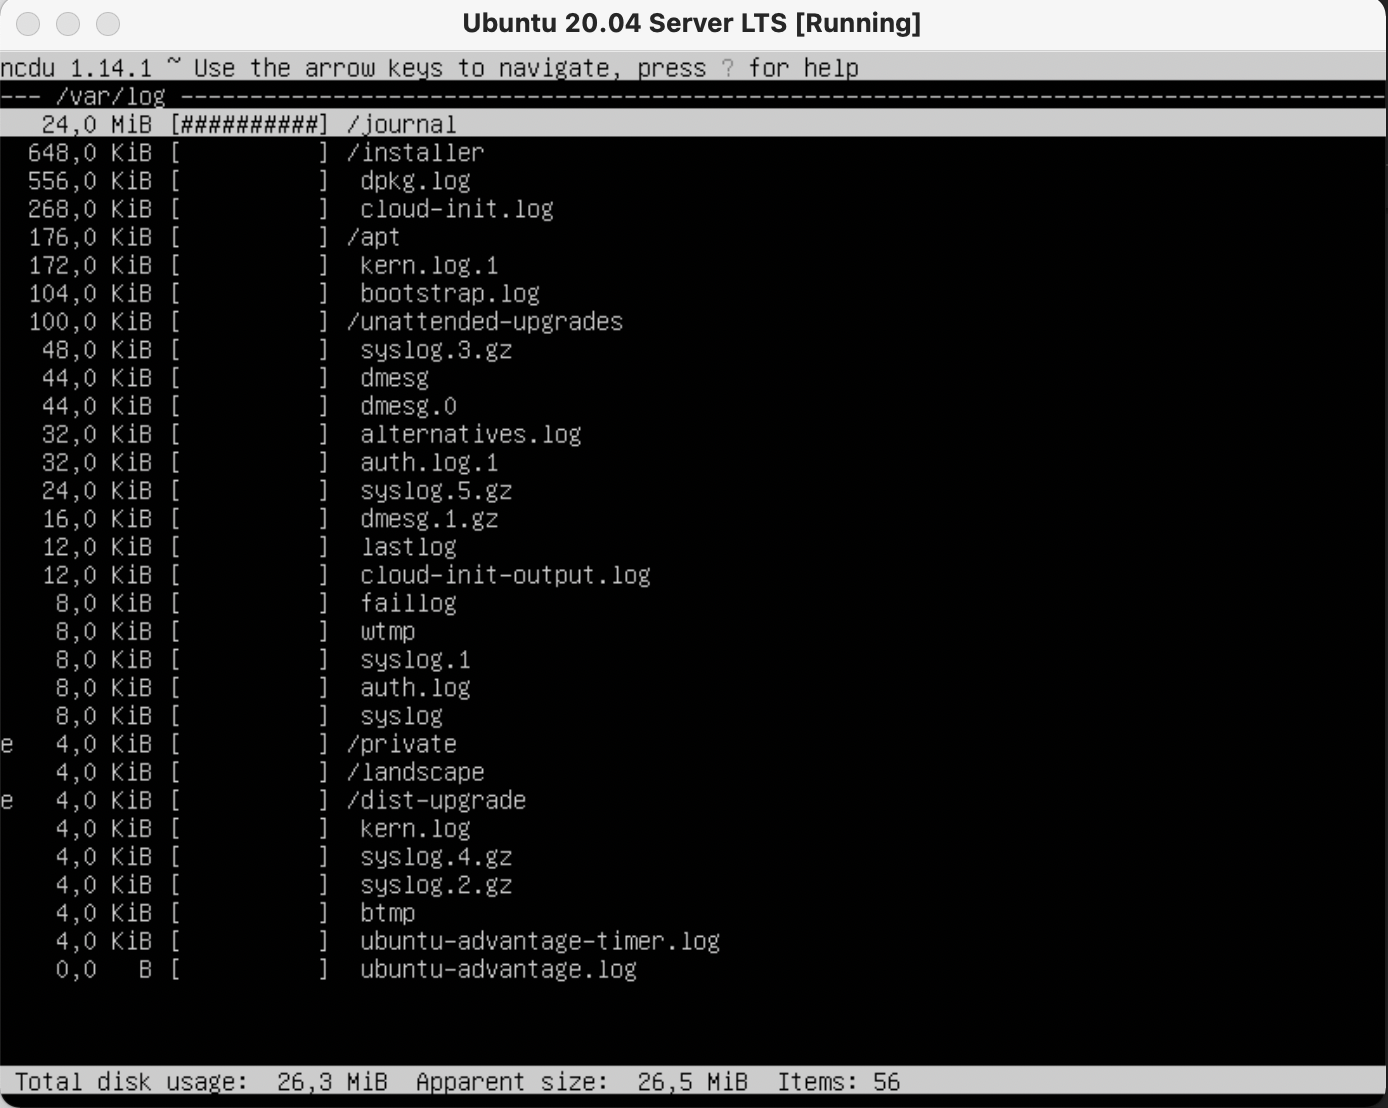 Ubuntu 20.04 Server LTS [Running]
ncdu 1.14.1 ~ Use the arrow keys to navigate, press ? for help
--- /var/log ---------------------------------------------------------------------------------------
24,0 MiB [##########] /journal
648,0 KiB [          ] /installer
556,0 KiB [          ]  dpkg.log
268,0 KiB [          ]  cloud-init.log
176,0 KiB [          ] /apt
172,0 KiB [          ]  kern.log.1
104,0 KiB [          ]  bootstrap.log
100,0 KiB [          ] /unattended-upgrades
48,0 KiB [          ]  syslog.3.gz
44,0 KiB [          ]  dmesg
44,0 KiB [          ]  dmesg.0
32,0 KiB [          ]  alternatives.log
32,0 KiB [          ]  auth.log.1
24,0 KiB [          ]  syslog.5.gz
16,0 KiB [          ]  dmesg.1.gz
12,0 KiB [          ]  lastlog
12,0 KiB [          ]  cloud-init-output.log
8,0 KiB [          ]  faillog
8,0 KiB [          ]  wtmp
8,0 KiB [          ]  syslog.1
8,0 KiB [          ]  auth.log
8,0 KiB [          ]  syslog
e   4,0 KiB [          ] /private
4,0 KiB [          ] /landscape
e   4,0 KiB [          ] /dist-upgrade
4,0 KiB [          ]  kern.log
4,0 KiB [          ]  syslog.4.gz
4,0 KiB [          ]  syslog.2.gz
4,0 KiB [          ]  btmp
4,0 KiB [          ]  ubuntu-advantage-timer.log
0,0   B [          ]  ubuntu-advantage.log
Total disk usage:  26,3 MiB  Apparent size:  26,5 MiB  Items: 56